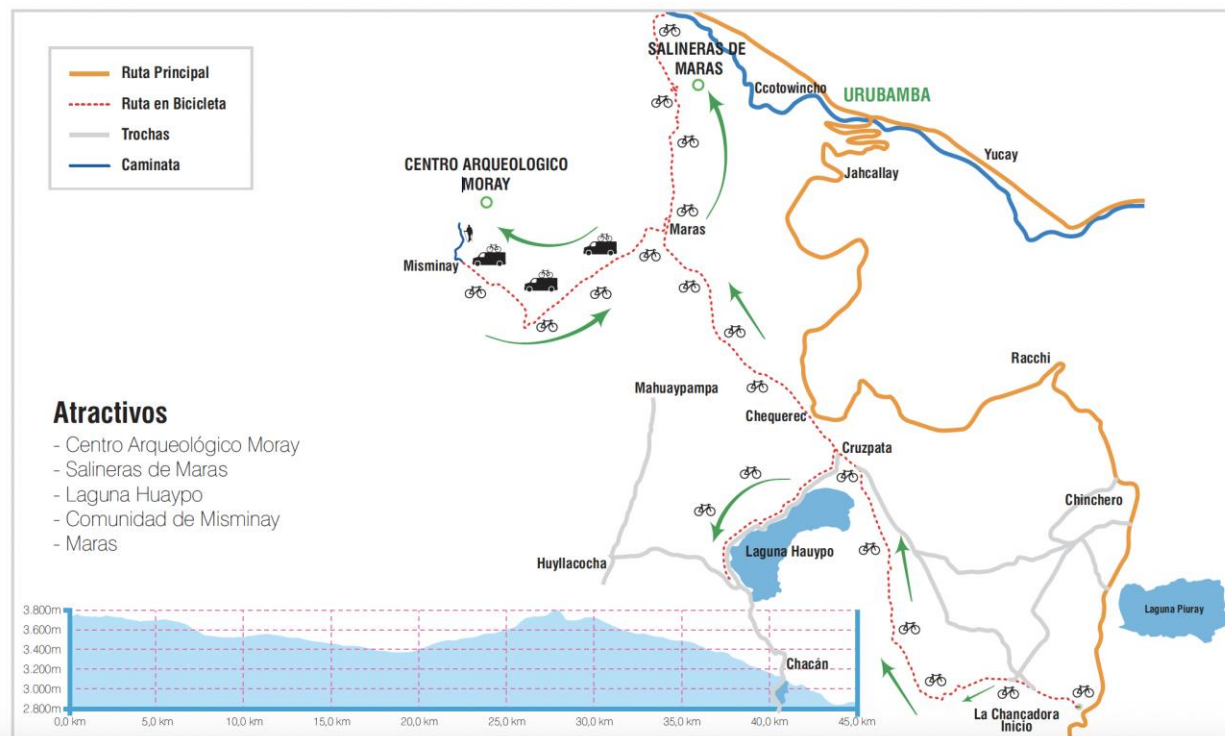 Ruta Principal
Ruta en Bicicleta
Trochas
Caminata
SALINERAS DE
MARAS
Ccotowincho
URUBAMBA
Yucay
Jahcallay
CENTRO ARQUEOLOGICO
MORAY
Maras
Misminay
Racchi
Mahuaypampa
Chequerec
Cruzpata
Chinchero
Atractivos
- Centro Arqueológico Moray
- Salineras de Maras
- Laguna Huaypo
- Comunidad de Misminay
- Maras
Laguna Hauypo
Huyllacocha
Laguna Piuray
Chacán
La Chancadora
Inicio
3.800m
3.600m
3.400m
3.200m
3.000m
2.800m
0,0 km
5,0 km
10,0 km
15,0 km
20,0 km
25,0 km
30,0 km
35,0 km
40,0 km
45,0 km